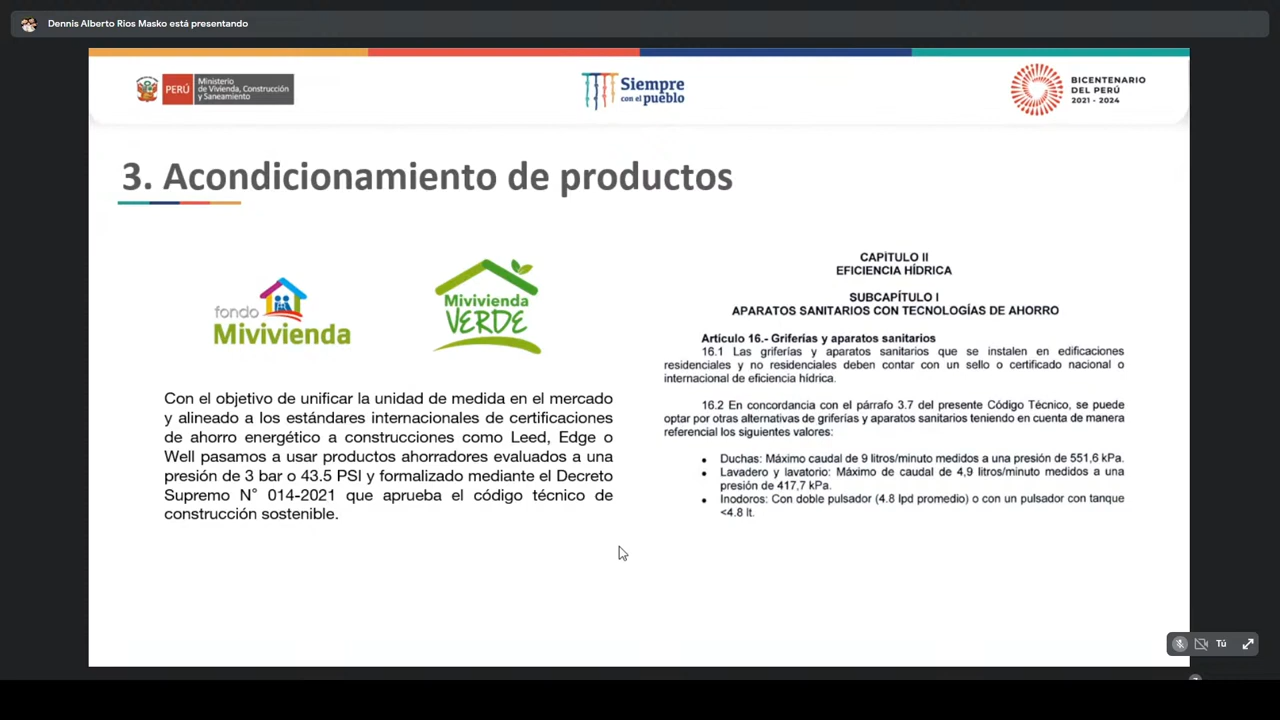 Dennis Alberto Rios Masko está presentando
PERÚ
Ministerio
de Vivienda, Construcción
y Saneamiento
Siempre
con el pueblo
BICENTENARIO
DEL PERÚ
2021 - 2024
3. Acondicionamiento de productos
fondo
Mivivienda
Mivivienda
VERDE
Con el objetivo de unificar la unidad de medida en el mercado
y alineado a los estándares internacionales de certificaciones
de ahorro energético a construcciones como Leed, Edge o
Well pasamos a usar productos ahorradores evaluados a una
presión de 3 bar o 43.5 PSI y formalizado mediante el Decreto
Supremo N° 014-2021 que aprueba el código técnico de
construcción sostenible.
CAPÍTULO II
EFICIENCIA HÍDRICA
SUBCAPÍTULO I
APARATOS SANITARIOS CON TECNOLOGÍAS DE AHORRO
Artículo 16.- Griferías y aparatos sanitarios
16.1 Las griferías y aparatos sanitarios que se instalen en edificaciones
residenciales y no residenciales deben contar con un sello o certificado nacional o
internacional de eficiencia hídrica.
16.2 En concordancia con el párrafo 3.7 del presente Código Técnico, se puede
optar por otras alternativas de griferías y aparatos sanitarios teniendo en cuenta de manera
referencial los siguientes valores:
• Duchas: Máximo caudal de 9 litros/minuto medidos a una presión de 551,6 kPa.
• Lavadero y lavatorio: Máximo de caudal de 4,9 litros/minuto medidos a una
presión de 417,7 kPa.
• Inodoros: Con doble pulsador (4.8 lpd promedio) o con un pulsador con tanque
<4.8 lt.
Tú